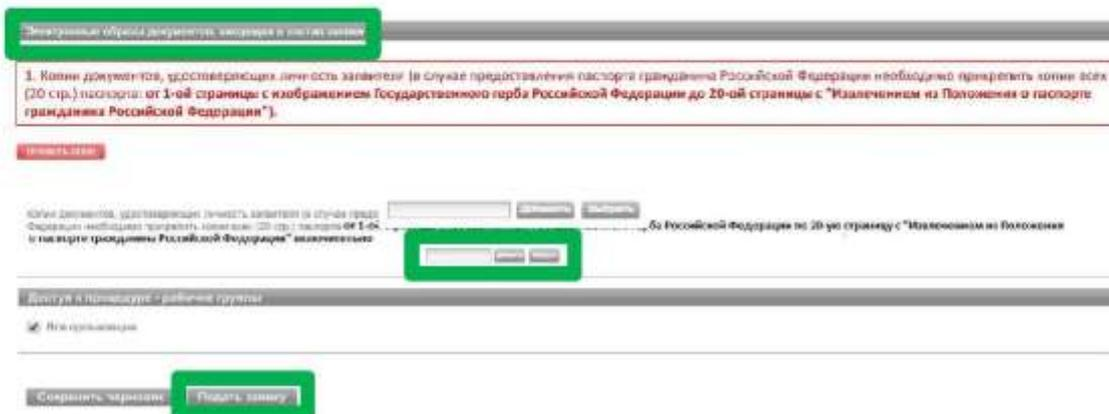 Электронные образы документов, входящих в состав заявки
1. Копии документов, удостоверяющих личность заявителя (в случае предоставления паспорта гражданина Российской Федерации необходимо прикрепить копии всех
(20 стр.) паспорта: от 1-ой страницы с изображением Государственного герба Российской Федерации до 20-ой страницы с "Извлечением из Положения о паспорте
гражданина Российской Федерации").
Копии документов, удостоверяющих личность заявителя (в случае предо
Федерации необходимо прикрепить копии всех (20 стр.) паспорта от 1-ой
ба Российской Федерации по 20-ую страницу с "Извлечением из Положения
о паспорте гражданина Российской Федерации" включительно
Доступ к процедуре - рабочие группы
Сохранить черновик
Подать заявку